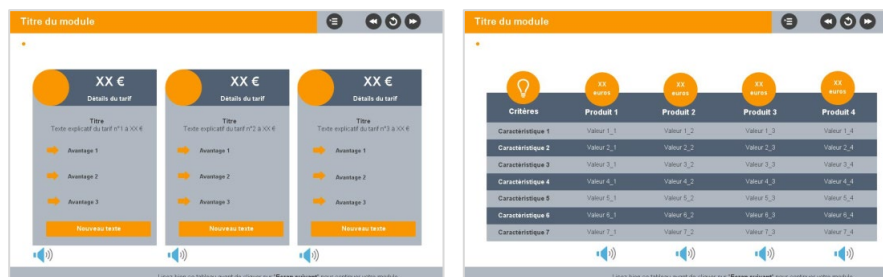 Titre du module
XX €
Détails du tarif
Titre
Texte explicatif du tarif n°1 à XX €
Avantage 1
Avantage 2
Avantage 3
Nouveau texte
XX €
Détails du tarif
Titre
Texte explicatif du tarif n°2 à XX €
Avantage 1
Avantage 2
Avantage 3
Nouveau texte
XX €
Détails du tarif
Titre
Texte explicatif du tarif n°3 à XX €
Avantage 1
Avantage 2
Avantage 3
Nouveau texte
Titre du module
XX euros XX euros XX euros XX euros
Critères Produit 1 Produit 2 Produit 3 Produit 4
Caractéristique 1 Valeur 1_1 Valeur 1_2 Valeur 1_3 Valeur 1_4
Caractéristique 2 Valeur 2_1 Valeur 2_2 Valeur 2_3 Valeur 2_4
Caractéristique 3 Valeur 3_1 Valeur 3_2 Valeur 3_3 Valeur 3_4
Caractéristique 4 Valeur 4_1 Valeur 4_2 Valeur 4_3 Valeur 4_4
Caractéristique 5 Valeur 5_1 Valeur 5_2 Valeur 5_3 Valeur 5_4
Caractéristique 6 Valeur 6_1 Valeur 6_2 Valeur 6_3 Valeur 6_4
Caractéristique 7 Valeur 7_1 Valeur 7_2 Valeur 7_3 Valeur 7_4